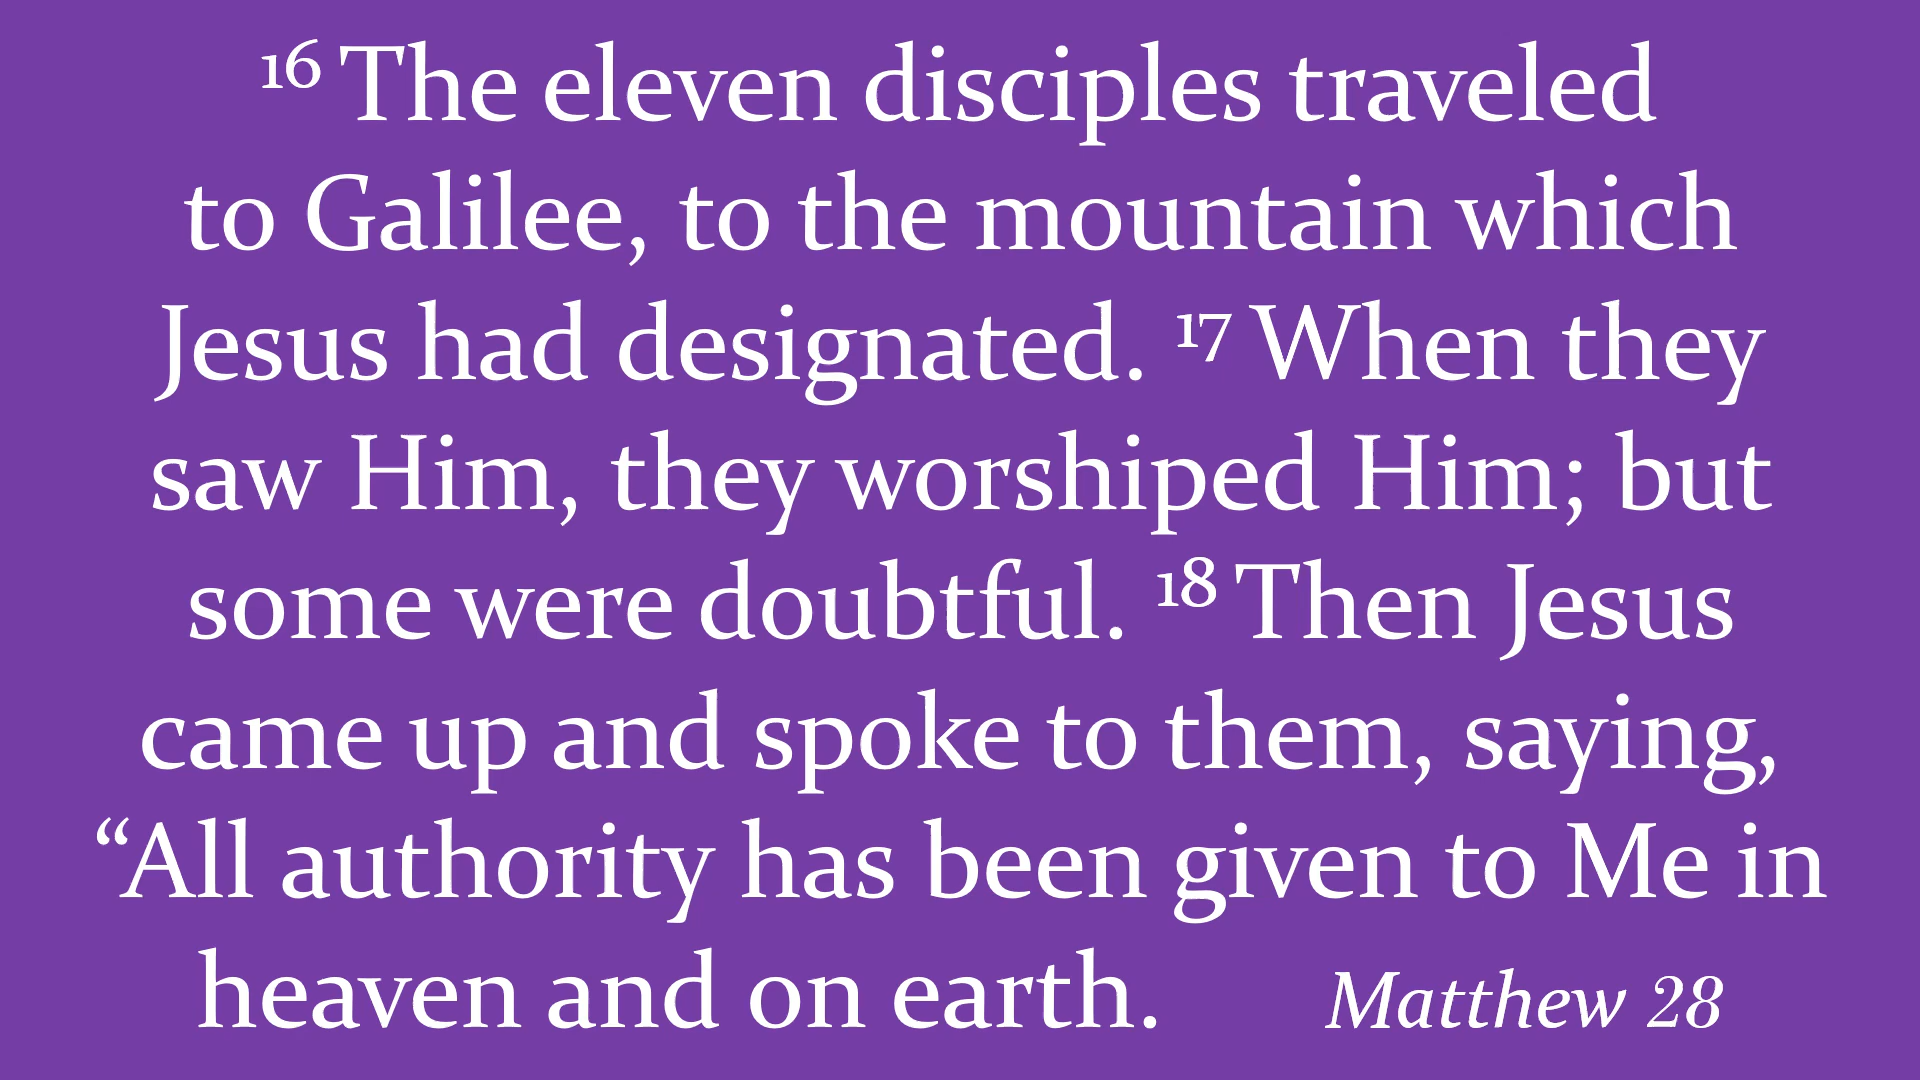 16 The eleven disciples traveled
to Galilee, to the mountain which
Jesus had designated. 17 When they
saw Him, they worshiped Him; but
some were doubtful. 18 Then Jesus
came up and spoke to them, saying,
“All authority has been given to Me in
heaven and on earth. Matthew 28